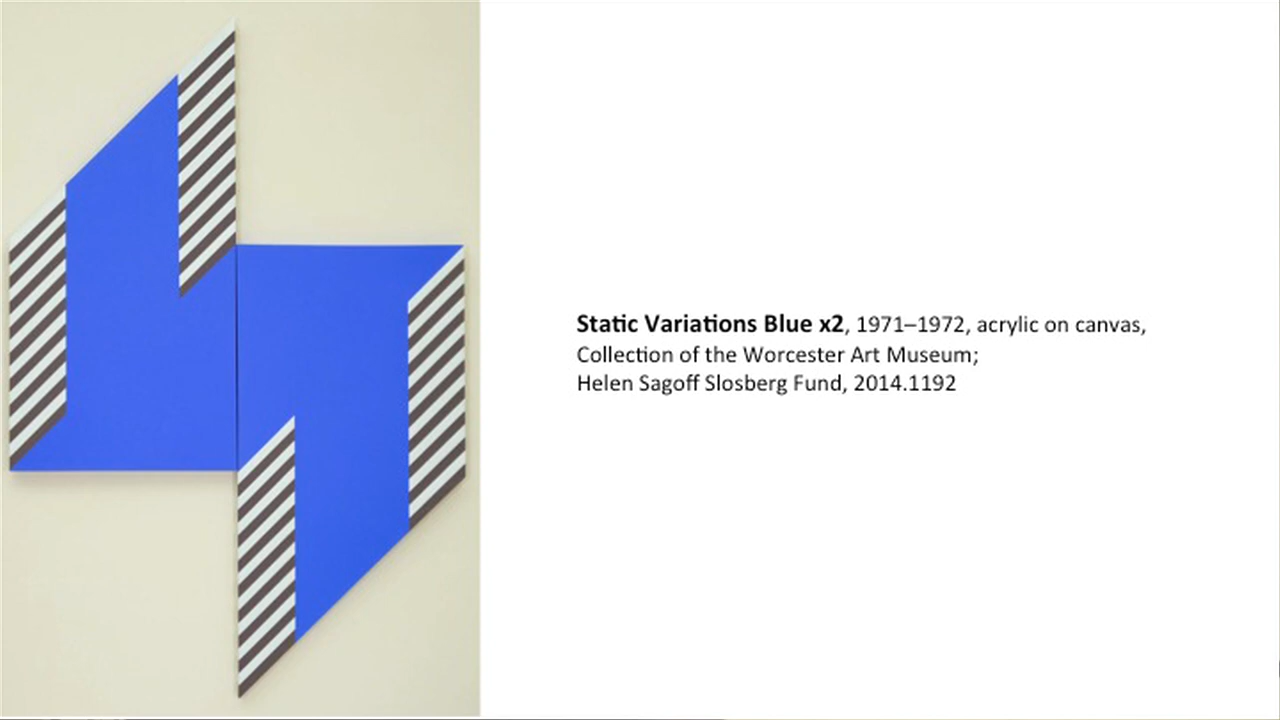 Static Variations Blue x2, 1971–1972, acrylic on canvas,
Collection of the Worcester Art Museum;
Helen Sagoff Slosberg Fund, 2014.1192